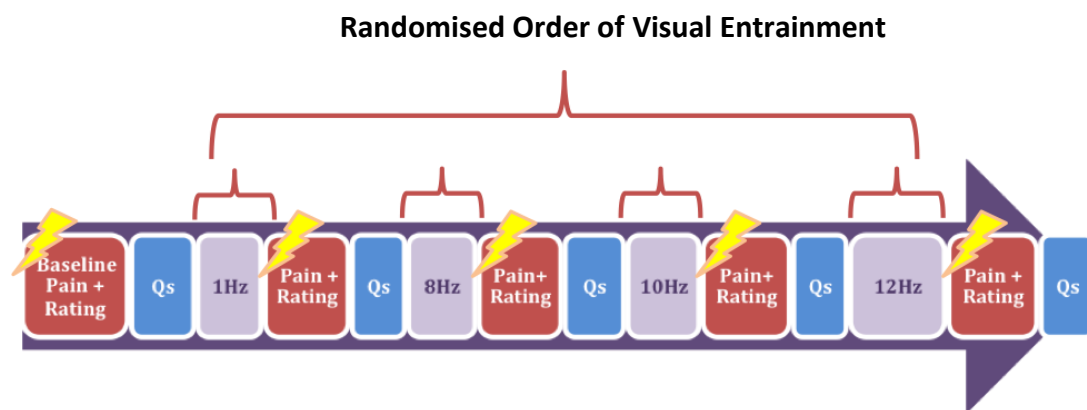 Randomised Order of Visual Entrainment
Baseline
Pain +
Rating
Qs
1Hz
Pain +
Rating
Qs
8Hz
Pain+
Rating
Qs
10Hz
Pain+
Rating
Qs
12Hz
Pain +
Rating
Qs